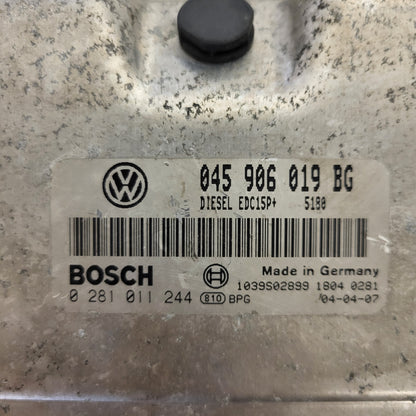 045 906 019 BG
DIESEL EDC15P+ 5180
BOSCH
Made in Germany
1039S02899 1804 0281
0 281 011 244 810 BPG 04-04-07